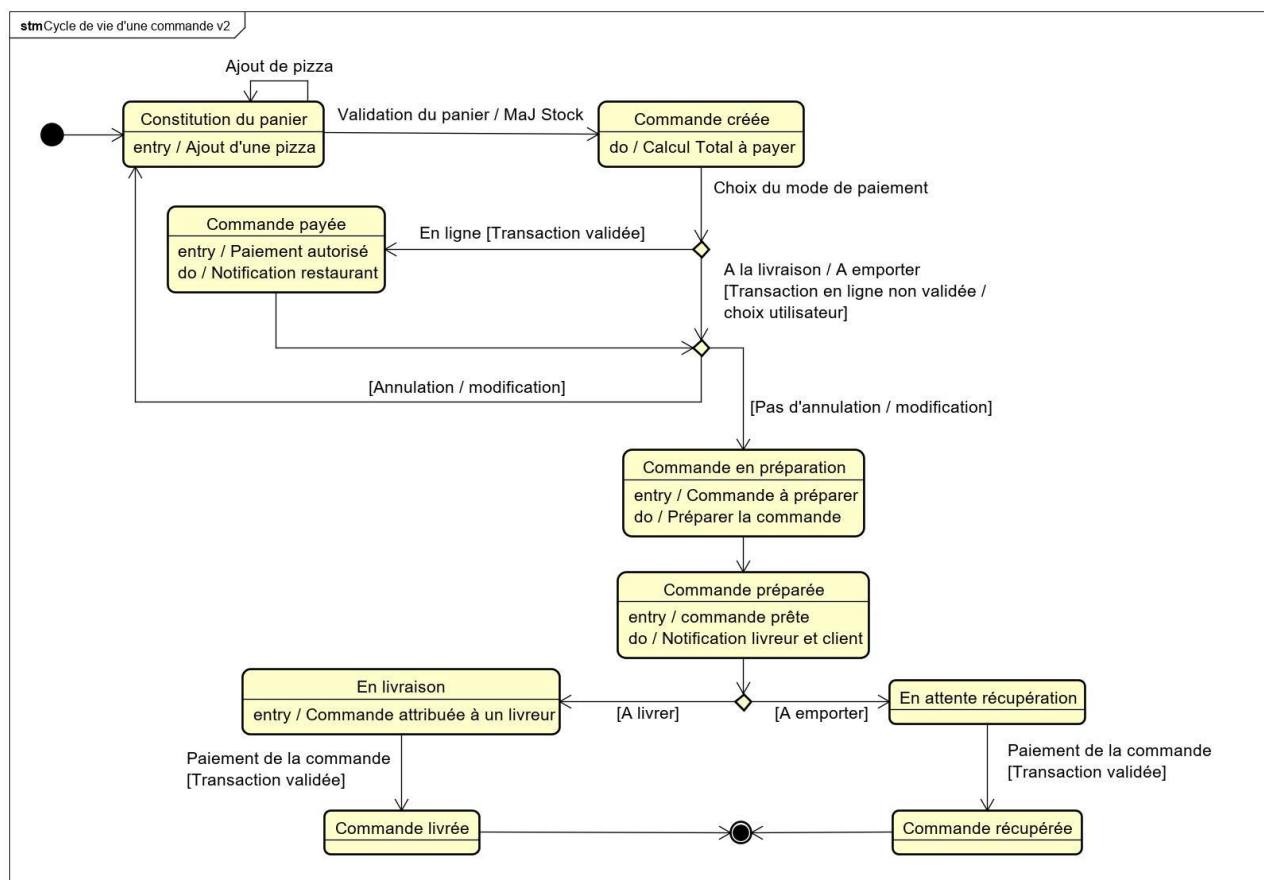 stm Cycle de vie d'une commande v2
Ajout de pizza
Constitution du panier
entry / Ajout d'une pizza
Validation du panier / MaJ Stock
Commande créée
do / Calcul Total à payer
Choix du mode de paiement
Commande payée
entry / Paiement autorisé
do / Notification restaurant
En ligne [Transaction validée]
A la livraison / A emporter
[Transaction en ligne non validée /
choix utilisateur]
[Annulation / modification]
[Pas d'annulation / modification]
Commande en préparation
entry / Commande à préparer
do / Préparer la commande
Commande préparée
entry / commande prête
do / Notification livreur et client
En livraison
entry / Commande attribuée à un livreur
[A livrer]
[A emporter]
En attente récupération
Paiement de la commande
[Transaction validée]
Paiement de la commande
[Transaction validée]
Commande livrée
Commande récupérée